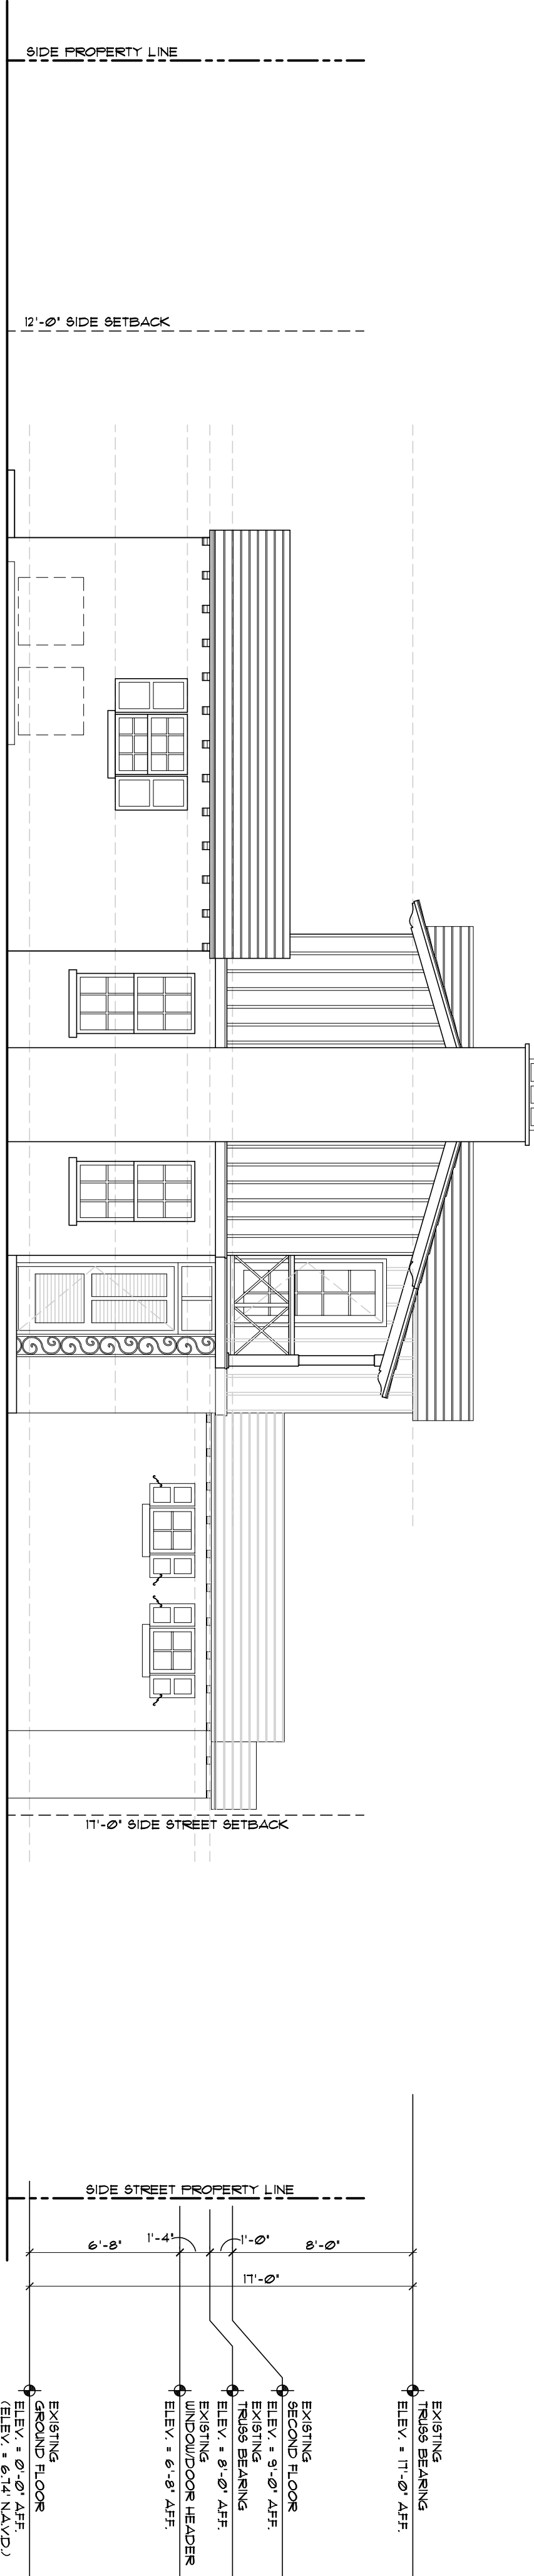 SIDE PROPERTY LINE
12'-0" SIDE SETBACK
17'-0" SIDE STREET SETBACK
SIDE STREET PROPERTY LINE
6'-8"
1'-4"
1'-0"
8'-0"
17'-0"
EXISTING
TRUSS BEARING
ELEV. = 17'-0" A.F.F.
EXISTING
SECOND FLOOR
ELEV. = 9'-0" A.F.F.
EXISTING
TRUSS BEARING
ELEV. = 8'-0" A.F.F.
EXISTING
WINDOW/DOOR HEADER
ELEV. = 6'-8" A.F.F.
EXISTING
GROUND FLOOR
ELEV. = 0'-0" A.F.F.
(ELEV. = 6.74' N.A.V.D.)